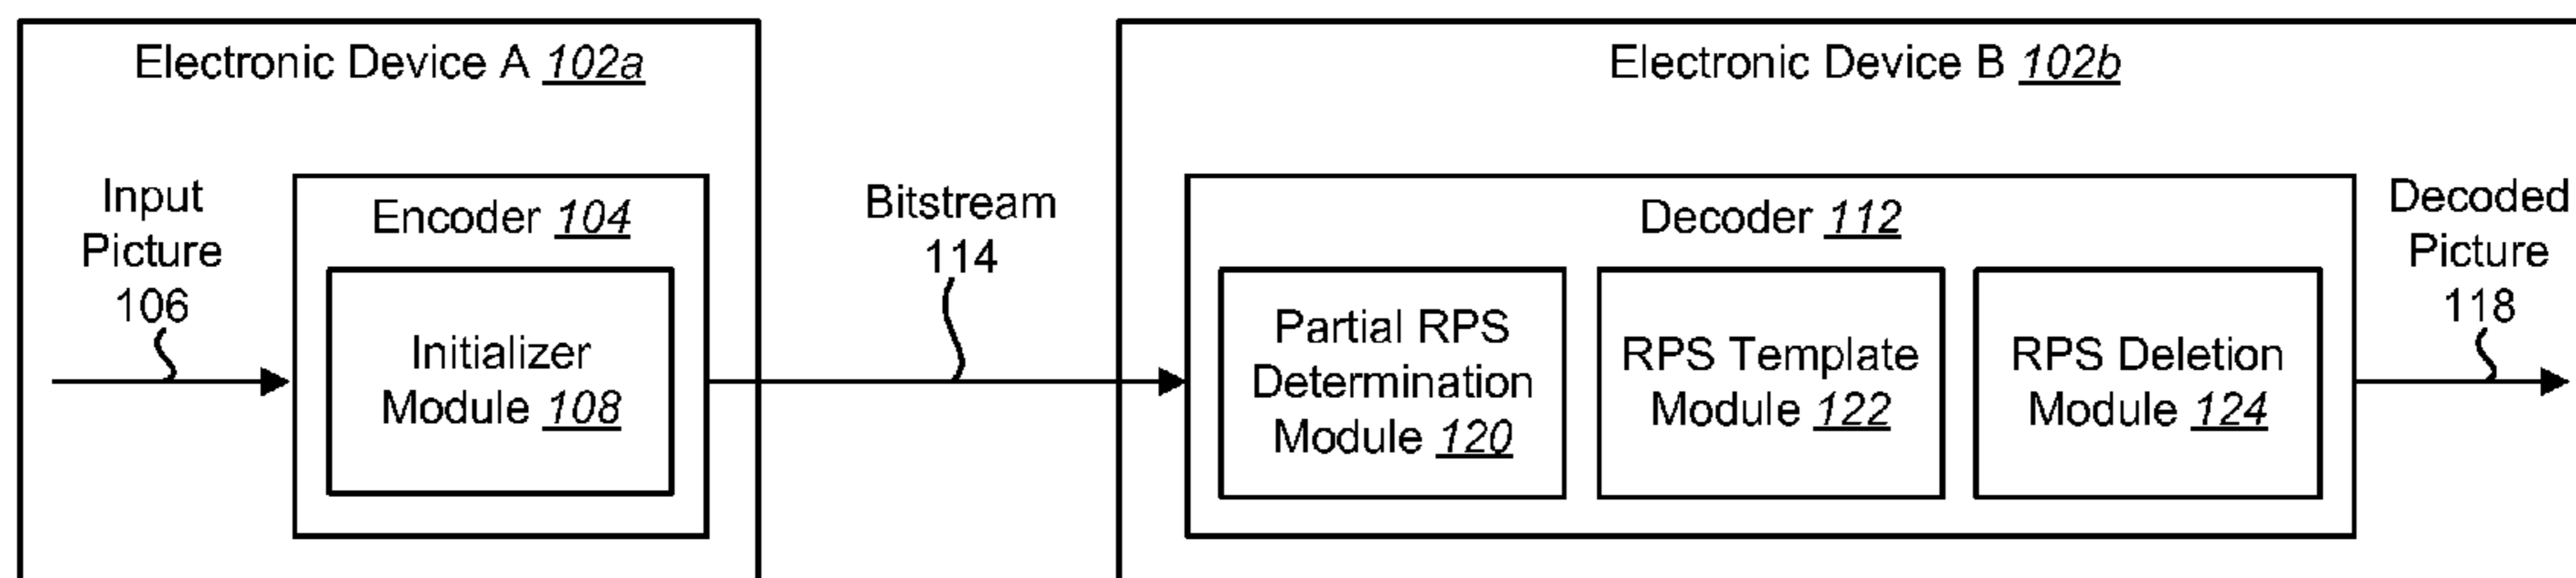 Electronic Device A 102a
Electronic Device B 102b
Input
Picture
106
Encoder 104
Initializer
Module 108
Bitstream
114
Decoder 112
Partial RPS
Determination
Module 120
RPS Template
Module 122
RPS Deletion
Module 124
Decoded
Picture
118